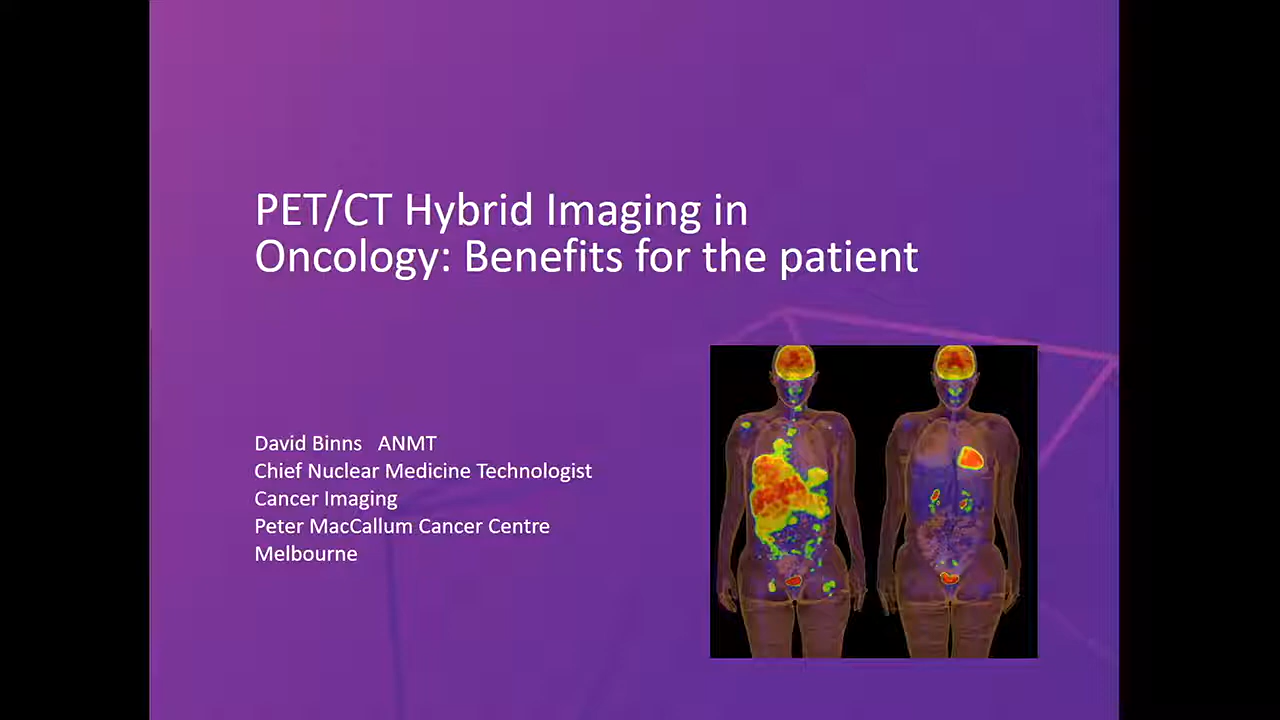 PET/CT Hybrid Imaging in
Oncology: Benefits for the patient
David Binns ANMT
Chief Nuclear Medicine Technologist
Cancer Imaging
Peter MacCallum Cancer Centre
Melbourne